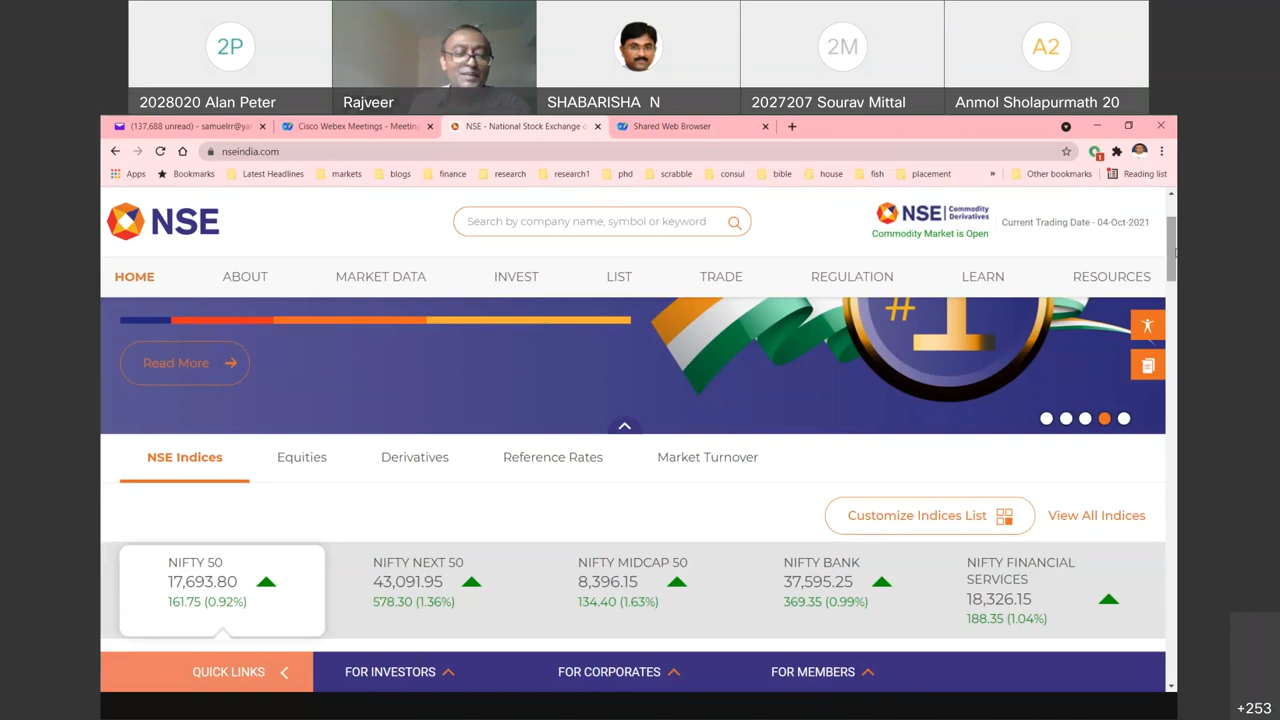 2P
2M
A2
2028020 Alan Peter
Rajveer
SHABARISHA N
2027207 Sourav Mittal
Anmol Sholapurmath 20
(137,688 unread) - samuelrr@ya
Cisco Webex Meetings - Meetin
NSE - National Stock Exchange o
Shared Web Browser
nseindia.com
1
Apps
Bookmarks
Latest Headlines
markets
blogs
finance
research
research1
phd
scrabble
consul
bible
house
fish
placement
»
Other bookmarks
Reading list
NSE
Search by company name, symbol or keyword
NSE
Commodity
Derivatives
Commodity Market is Open
Current Trading Date - 04-Oct-2021
HOME
ABOUT
MARKET DATA
INVEST
LIST
TRADE
REGULATION
LEARN
RESOURCES
#1
Read More
NSE Indices
Equities
Derivatives
Reference Rates
Market Turnover
Customize Indices List
View All Indices
NIFTY 50
17,693.80
161.75 (0.92%)
NIFTY NEXT 50
43,091.95
578.30 (1.36%)
NIFTY MIDCAP 50
8,396.15
134.40 (1.63%)
NIFTY BANK
37,595.25
369.35 (0.99%)
NIFTY FINANCIAL
SERVICES
18,326.15
188.35 (1.04%)
QUICK LINKS
FOR INVESTORS
FOR CORPORATES
FOR MEMBERS
+253